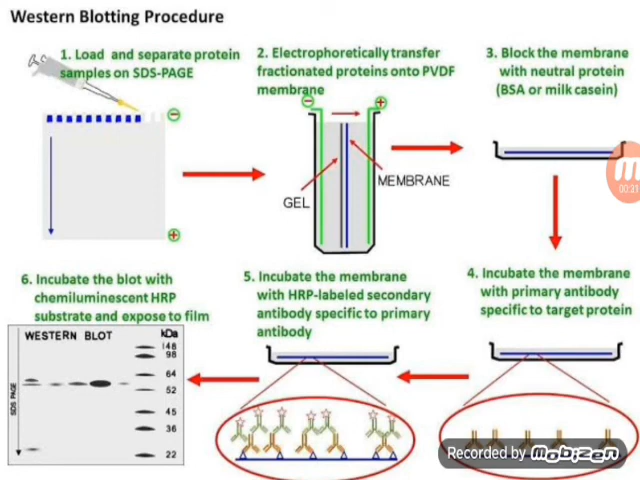 Western Blotting Procedure
1. Load and separate protein
samples on SDS-PAGE
2. Electrophoretically transfer
fractionated proteins onto PVDF
membrane
3. Block the membrane
with neutral protein
(BSA or milk casein)
GEL
MEMBRANE
00:31
6. Incubate the blot with
chemiluminescent HRP
substrate and expose to film
5. Incubate the membrane
with HRP-labeled secondary
antibody specific to primary
antibody
4. Incubate the membrane
with primary antibody
specific to target protein
WESTERN BLOT
kDa
148
98
64
52
45
36
22
SDS PAGE
Recorded by mobizen